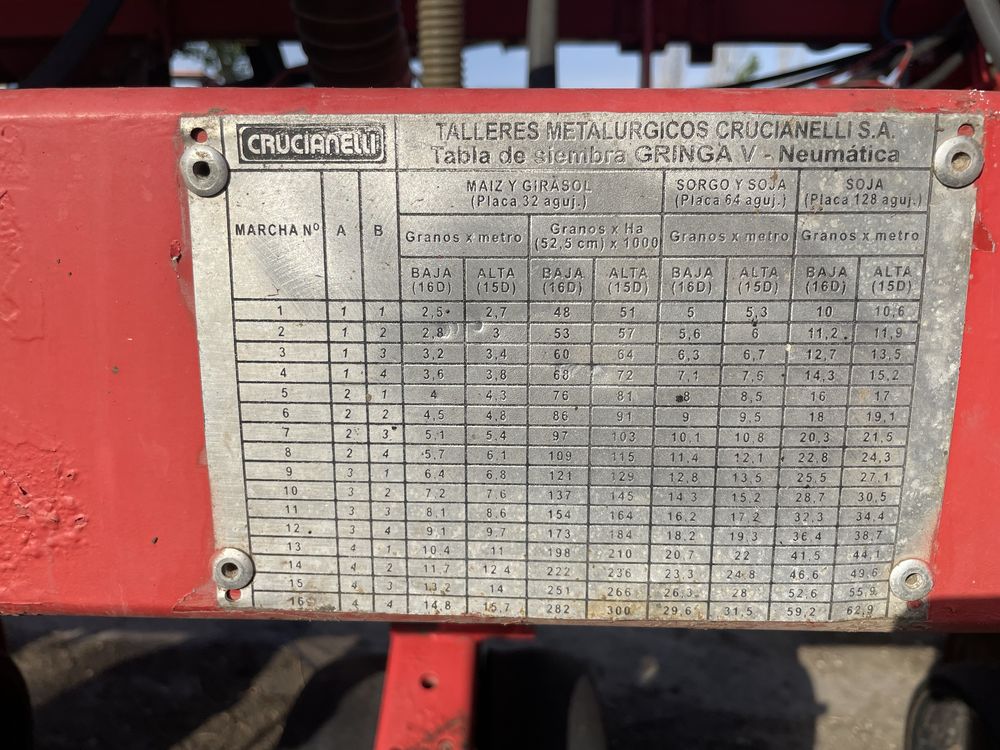 CRUCIANELLI
TALLERES METALURGICOS CRUCIANELLI S.A.
Tabla de siembra GRINGA V - Neumática
MARCHA Nº A B
MAIZ Y GIRASOL
(Placa 32 aguj.)
SORGO Y SOJA
(Placa 64 aguj.)
SOJA
(Placa 128 aguj.)
Granos x metro
Granos x Ha
(52,5 cm) x 1000
Granos x metro
Granos x metro
BAJA ALTA BAJA ALTA BAJA ALTA BAJA ALTA
(16D) (15D) (16D) (15D) (16D) (15D) (16D) (15D)
1 1 1 2,5 2,7 48 51 5 5,3 10 10,6
2 1 2 2,8 3 53 57 5,6 6 11,2 11,9
3 1 3 3,2 3,4 60 64 6,3 6,7 12,7 13,5
4 1 4 3,6 3,8 68 72 7,1 7,6 14,3 15,2
5 2 1 4 4,3 76 81 8 8,5 16 17
6 2 2 4,5 4,8 86 91 9 9,5 18 19,1
7 2 3 5,1 5,4 97 103 10,1 10,8 20,3 21,5
8 2 4 5,7 6,1 109 115 11,4 12,1 22,8 24,3
9 3 1 6,4 6,8 121 129 12,8 13,5 25,5 27,1
10 3 2 7,2 7,6 137 145 14,3 15,2 28,7 30,5
11 3 3 8,1 8,6 154 164 16,2 17,2 32,3 34,4
12 3 4 9,1 9,7 173 184 18,2 19,3 36,4 38,7
13 4 1 10,4 11 198 210 20,7 22 41,5 44,1
14 4 2 11,7 12,4 222 236 23,3 24,8 46,6 49,6
15 4 3 13,2 14 251 266 26,3 28 52,6 55,9
16 4 4 14,8 15,7 282 300 29,6 31,5 59,2 62,9